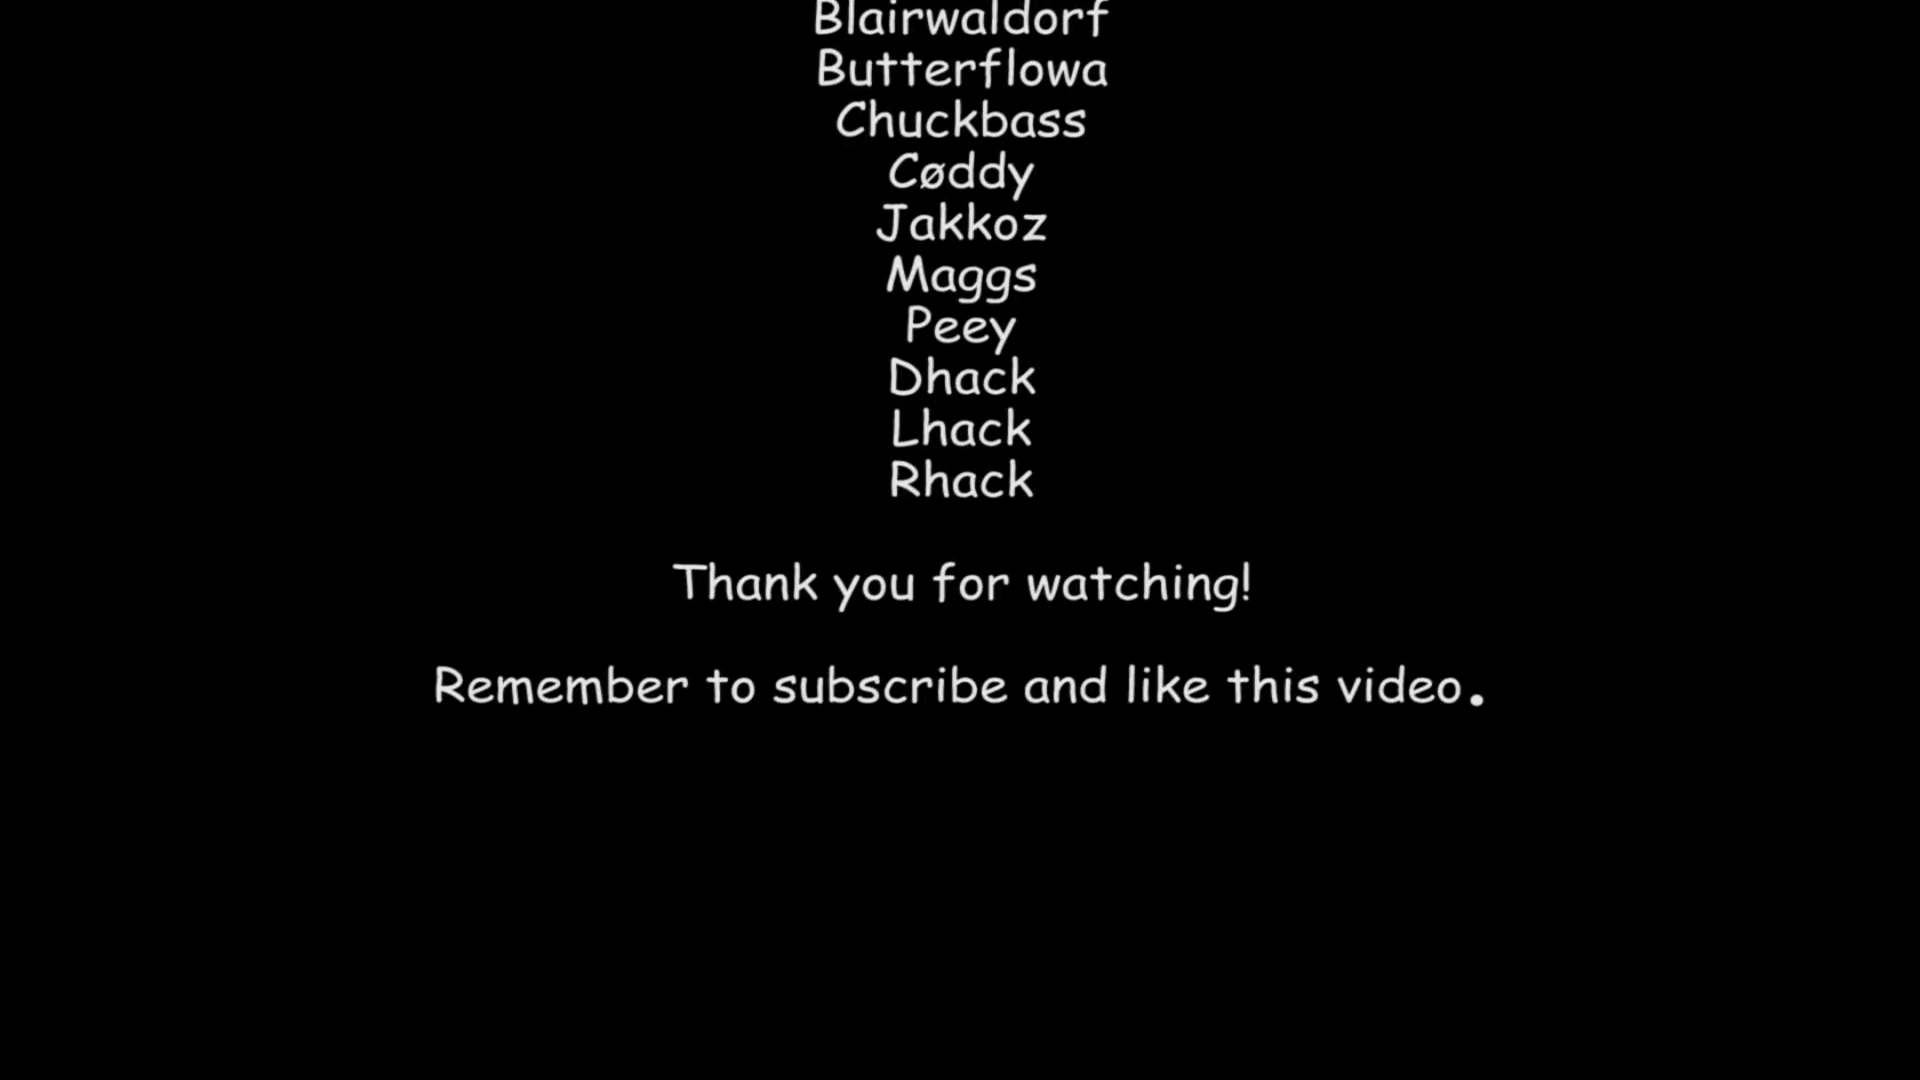 Blairwaldorf
Butterflowa
Chuckbass
Cøddy
Jakkoz
Maggs
Peey
Dhack
Lhack
Rhack
Thank you for watching!
Remember to subscribe and like this video.